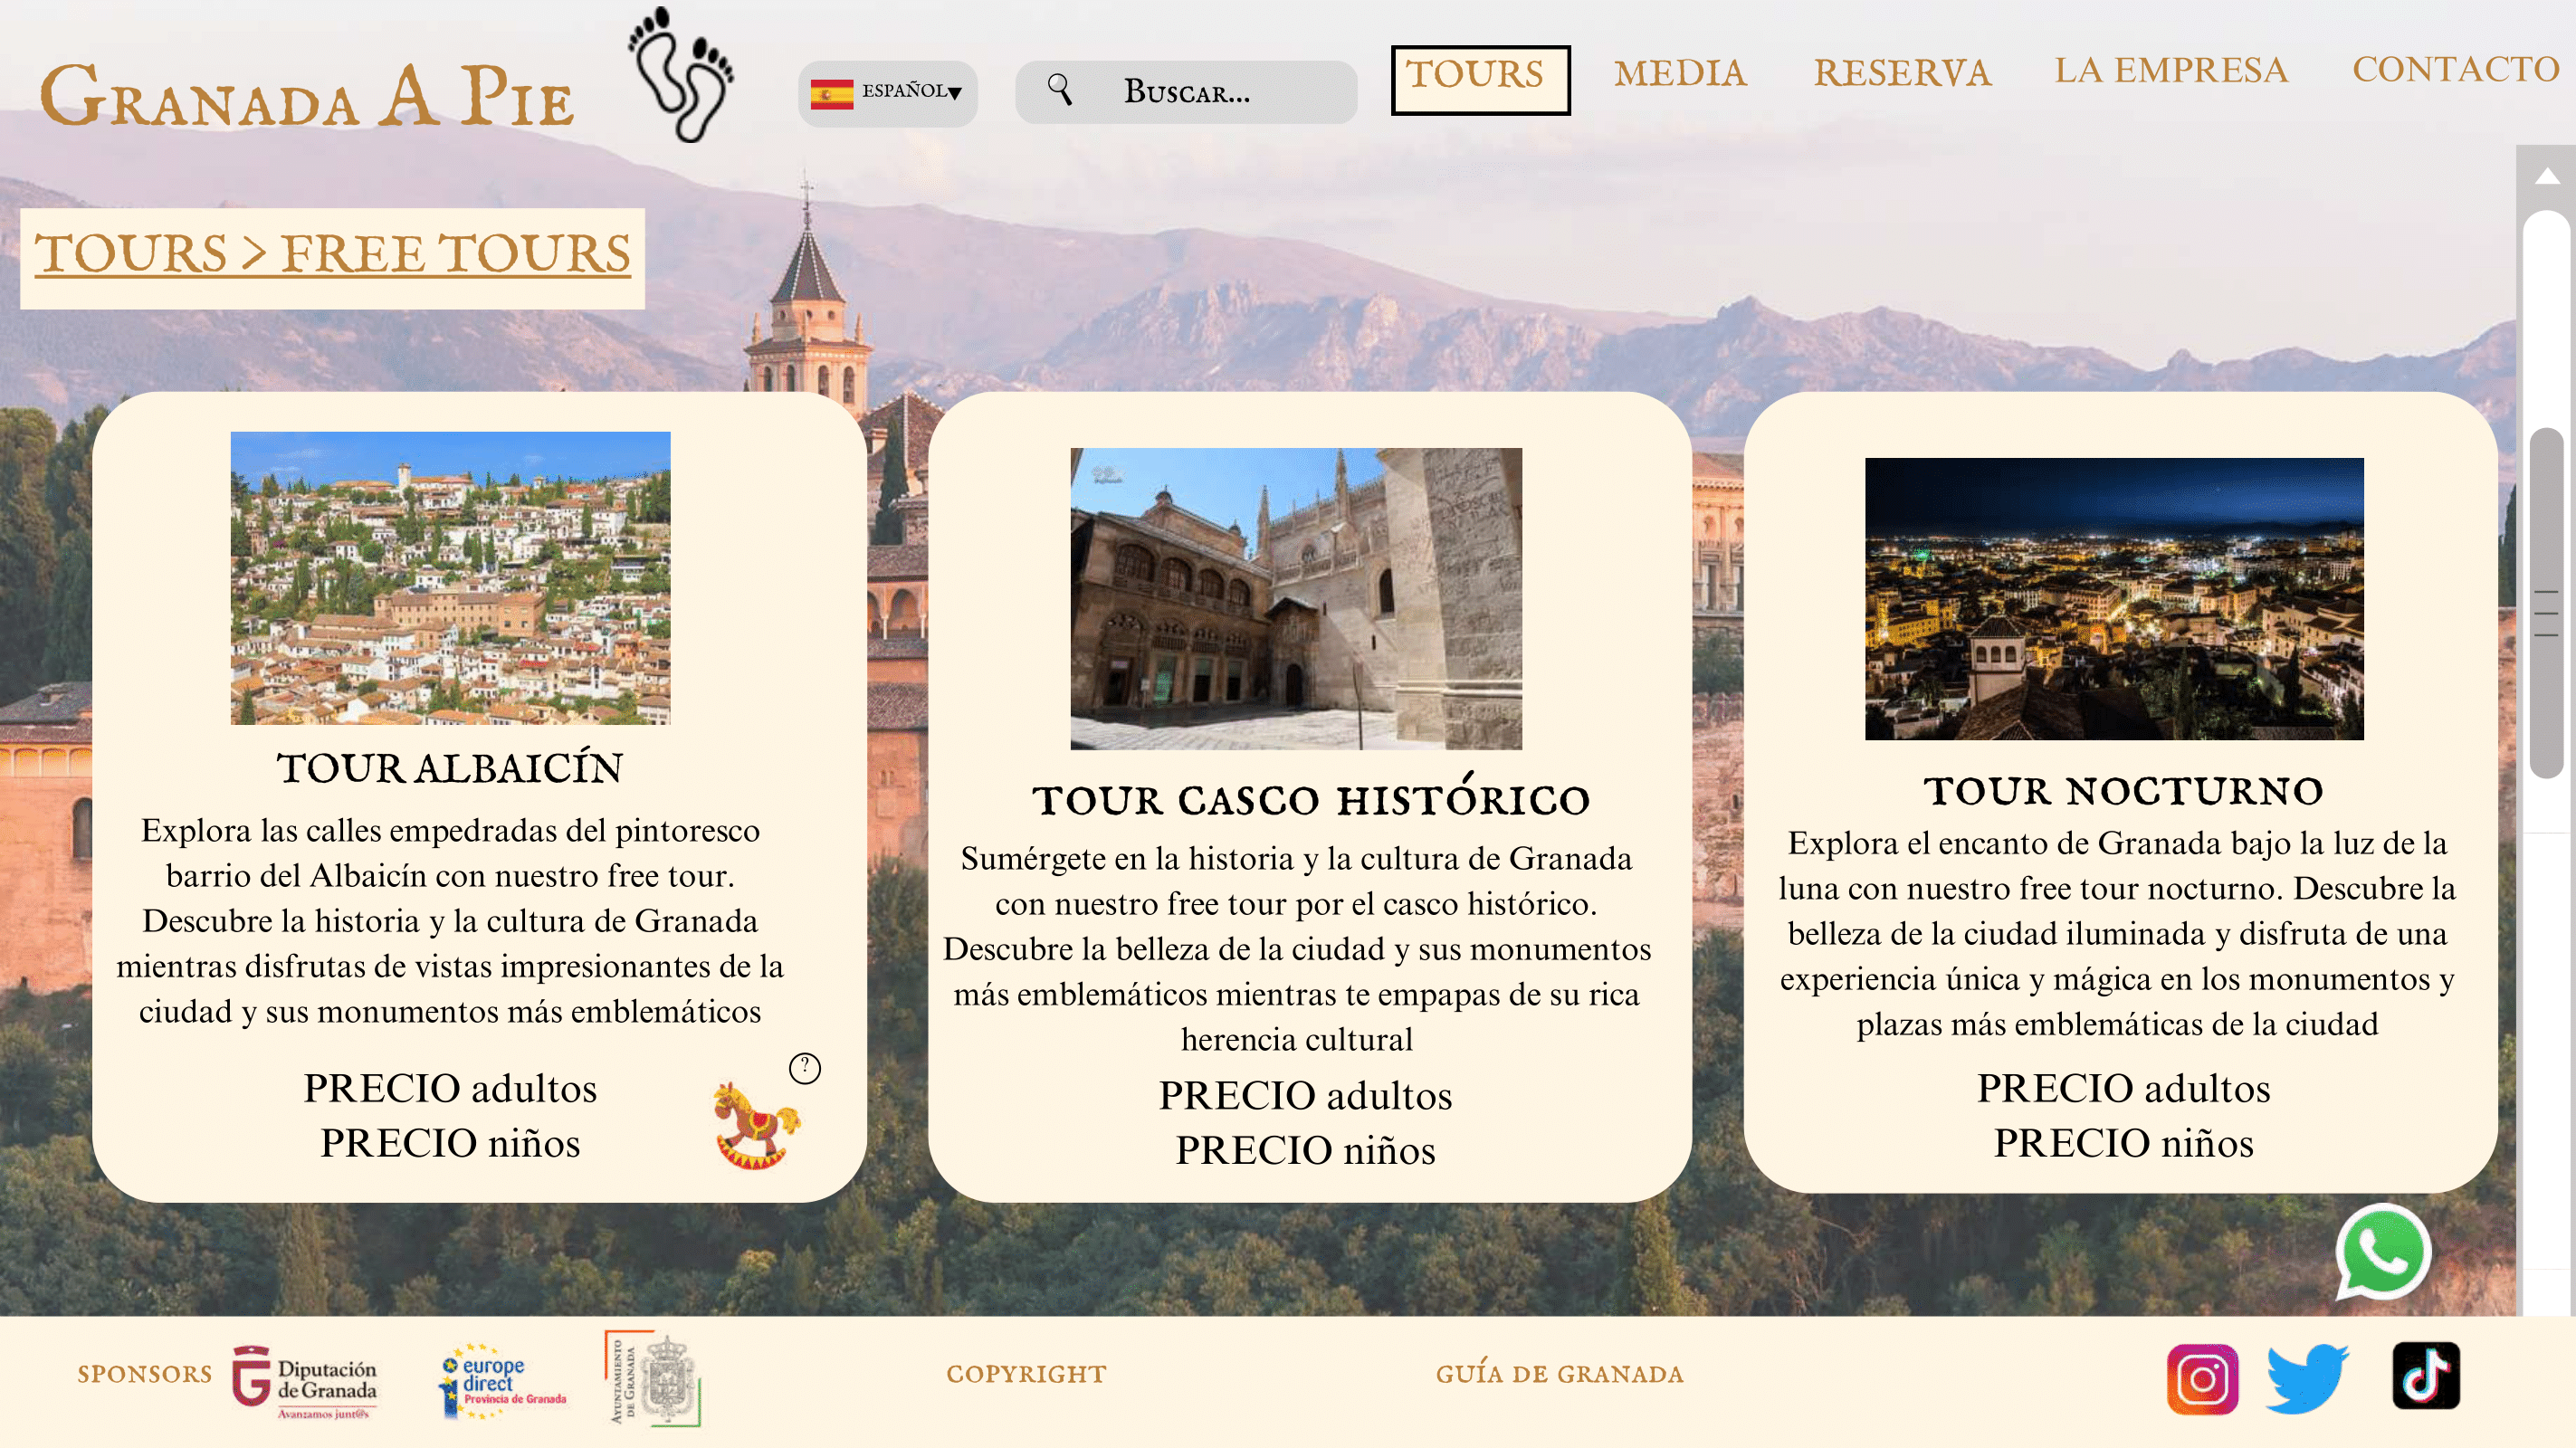 GRANADA A PIE
ESPAÑOL
BUSCAR...
TOURS
MEDIA
RESERVA
LA EMPRESA
CONTACTO
TOURS > FREE TOURS
TOUR ALBAICÍN
Explora las calles empedradas del pintoresco
barrio del Albaicín con nuestro free tour.
Descubre la historia y la cultura de Granada
mientras disfrutas de vistas impresionantes de la
ciudad y sus monumentos más emblemáticos
PRECIO adultos
PRECIO niños
?
TOUR CASCO HISTÓRICO
Sumérgete en la historia y la cultura de Granada
con nuestro free tour por el casco histórico.
Descubre la belleza de la ciudad y sus monumentos
más emblemáticos mientras te empapas de su rica
herencia cultural
PRECIO adultos
PRECIO niños
TOUR NOCTURNO
Explora el encanto de Granada bajo la luz de la
luna con nuestro free tour nocturno. Descubre la
belleza de la ciudad iluminada y disfruta de una
experiencia única y mágica en los monumentos y
plazas más emblemáticas de la ciudad
PRECIO adultos
PRECIO niños
SPONSORS
Diputación
de Granada
Avanzamos junt@s
europe
direct
Provincia de Granada
AYUNTAMIENTO
DE GRANADA
COPYRIGHT
GUÍA DE GRANADA